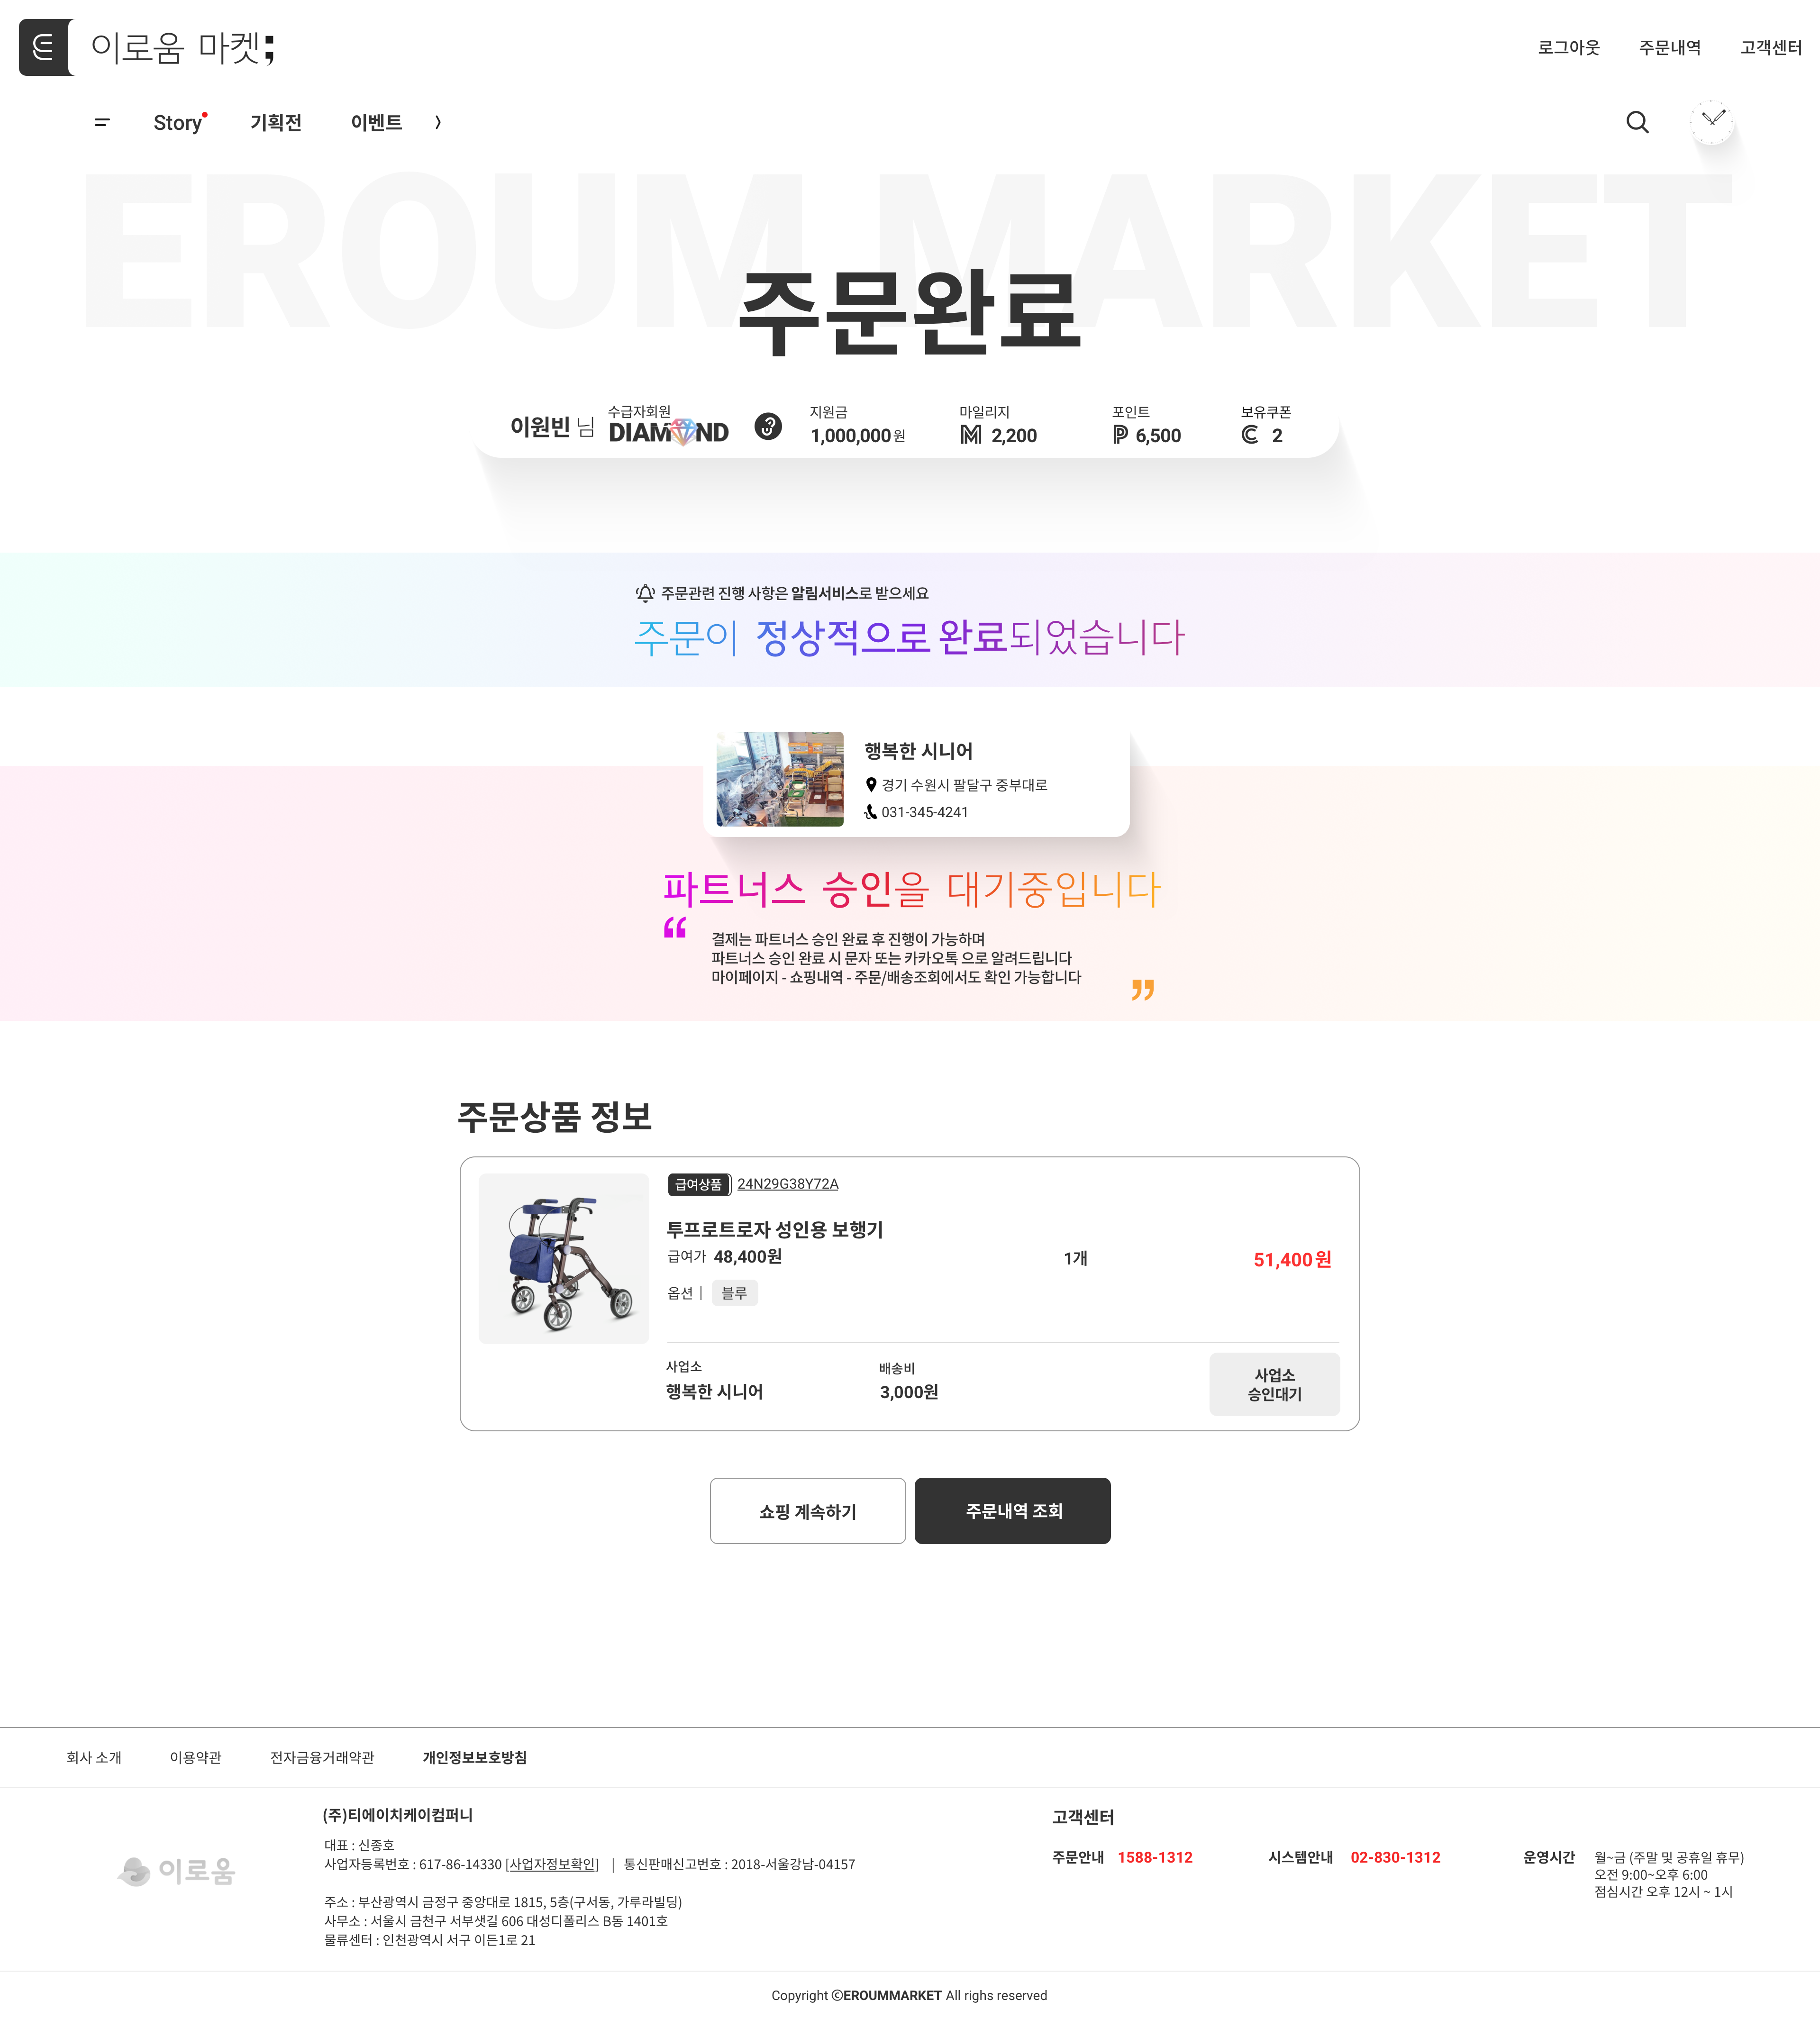 이로움 마켓;
로그아웃 주문내역 고객센터
Story 기획전 이벤트
EROUM MARKET
주문완료
이원빈 님
수급자회원
DIAMOND
지원금
1,000,000원
마일리지
M 2,200
포인트
P 6,500
보유쿠폰
C 2
주문관련 진행 사항은 알림서비스로 받으세요
주문이 정상적으로 완료되었습니다
행복한 시니어
경기 수원시 팔달구 중부대로
031-345-4241
파트너스 승인을 대기중입니다
“
결제는 파트너스 승인 완료 후 진행이 가능하며
파트너스 승인 완료 시 문자 또는 카카오톡 으로 알려드립니다
마이페이지 - 쇼핑내역 - 주문/배송조회에서도 확인 가능합니다
”
주문상품 정보
급여상품 24N29G38Y72A
투프로트로자 성인용 보행기
급여가 48,400원
1개
51,400원
옵션 | 블루
사업소
행복한 시니어
배송비
3,000원
사업소
승인대기
쇼핑 계속하기
주문내역 조회
회사 소개 이용약관 전자금융거래약관 개인정보보호방침
이로움
(주)티에이치케이컴퍼니
대표 : 신종호
사업자등록번호 : 617-86-14330 [사업자정보확인] | 통신판매신고번호 : 2018-서울강남-04157
주소 : 부산광역시 금정구 중앙대로 1815, 5층(구서동, 가루라빌딩)
사무소 : 서울시 금천구 서부샛길 606 대성디폴리스 B동 1401호
물류센터 : 인천광역시 서구 이든1로 21
고객센터
주문안내 1588-1312
시스템안내 02-830-1312
운영시간 월~금 (주말 및 공휴일 휴무)
오전 9:00~오후 6:00
점심시간 오후 12시 ~ 1시
Copyright ⓒEROUMMARKET All righs reserved